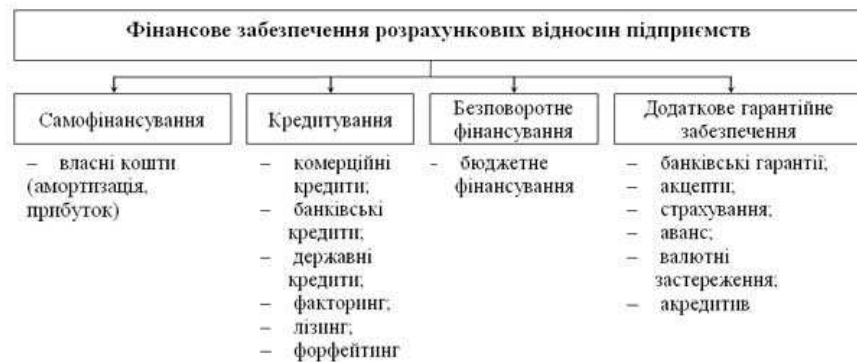 Фінансове забезпечення розрахункових відносин підприємств
Самофінансування
– власні кошти
(амортизація,
прибуток)
Кредитування
– комерційні
кредити;
– банківські
кредити;
– державні
кредити;
– факторинг;
– лізинг;
– форфейтинг
Безповоротне
фінансування
- бюджетне
фінансування
Додаткове гарантійне
забезпечення
– банківські гарантії;
– акцепти;
– страхування;
– аванс;
– валютні
застереження;
– акредитив